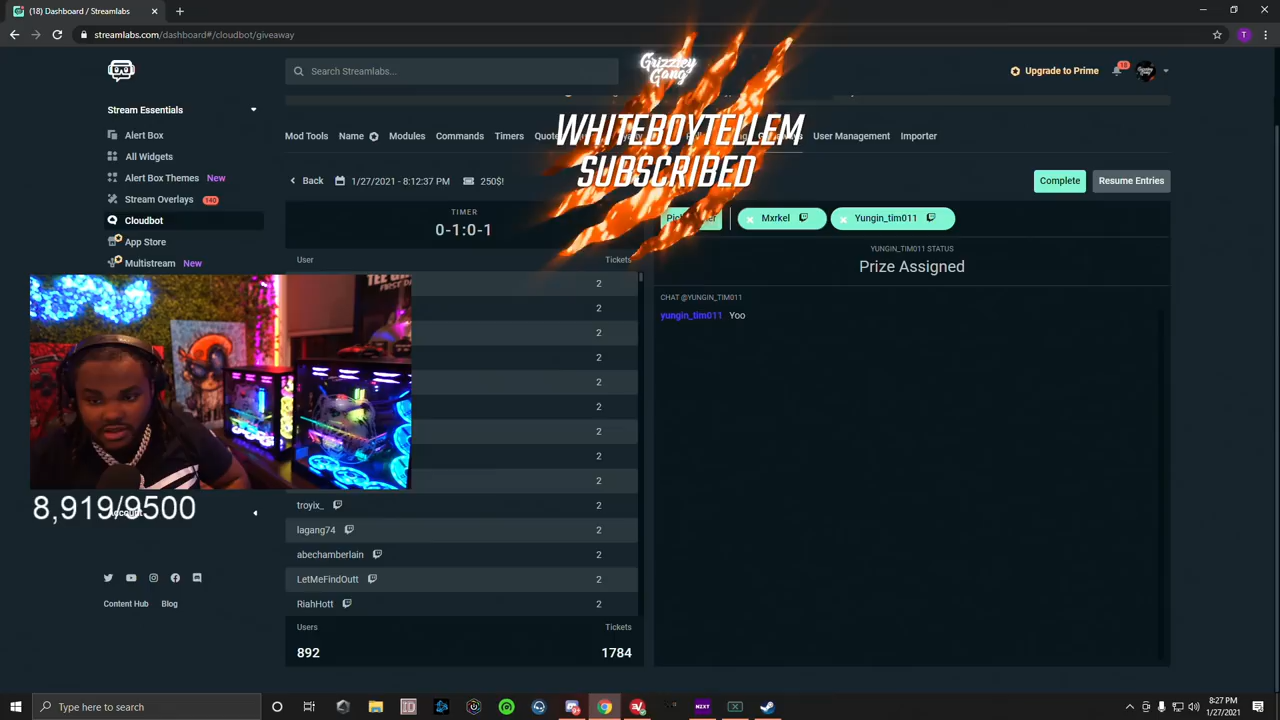 (18) Dashboard / Streamlabs
streamlabs.com/dashboard#/cloudbot/giveaway
T
Search Streamlabs...
Grizzley
Gang
Upgrade to Prime
Stream Essentials
Alert Box
All Widgets
Alert Box Themes New
Stream Overlays 140
Cloudbot
App Store
Multistream New
Mod Tools Name Modules Commands Timers User Management Importer
WHITEBOYTELLEM
SUBSCRIBED
Back 1/27/2021 - 8:12:37 PM 250$!
Complete Resume Entries
TIMER
0-1:0-1
Mxrkel Yungin_tim011
YUNGIN_TIM011 STATUS
Prize Assigned
User Tickets
CHAT @YUNGIN_TIM011
yungin_tim011 Yoo
2
2
2
2
2
2
2
2
2
troyix_ 2
lagang74 2
abechamberlain 2
LetMeFindOutt 2
RiahHott 2
8,919/9500
Account
Content Hub Blog
Users Tickets
892 1784
Type here to search
N2XT
8:27 PM
1/27/2021